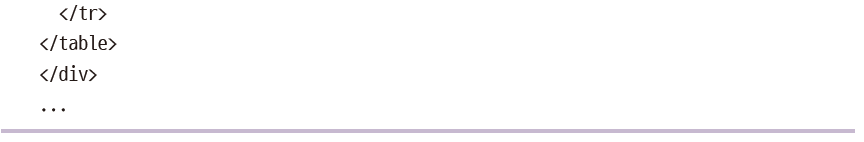 </tr>
</table>
</div>
...